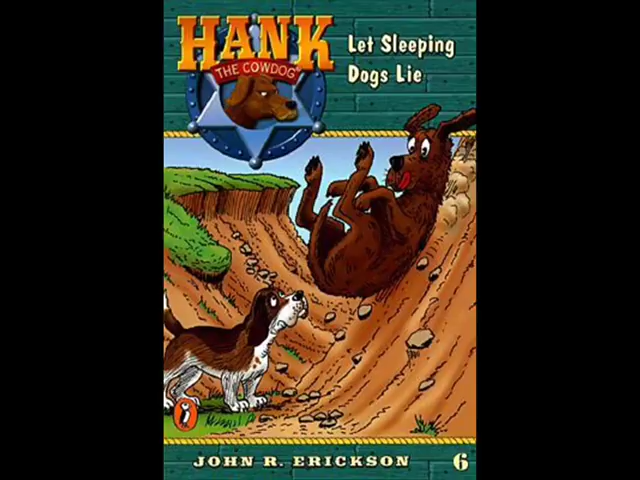 HANK
THE COWDOG®
Let Sleeping
Dogs Lie
JOHN R. ERICKSON 6